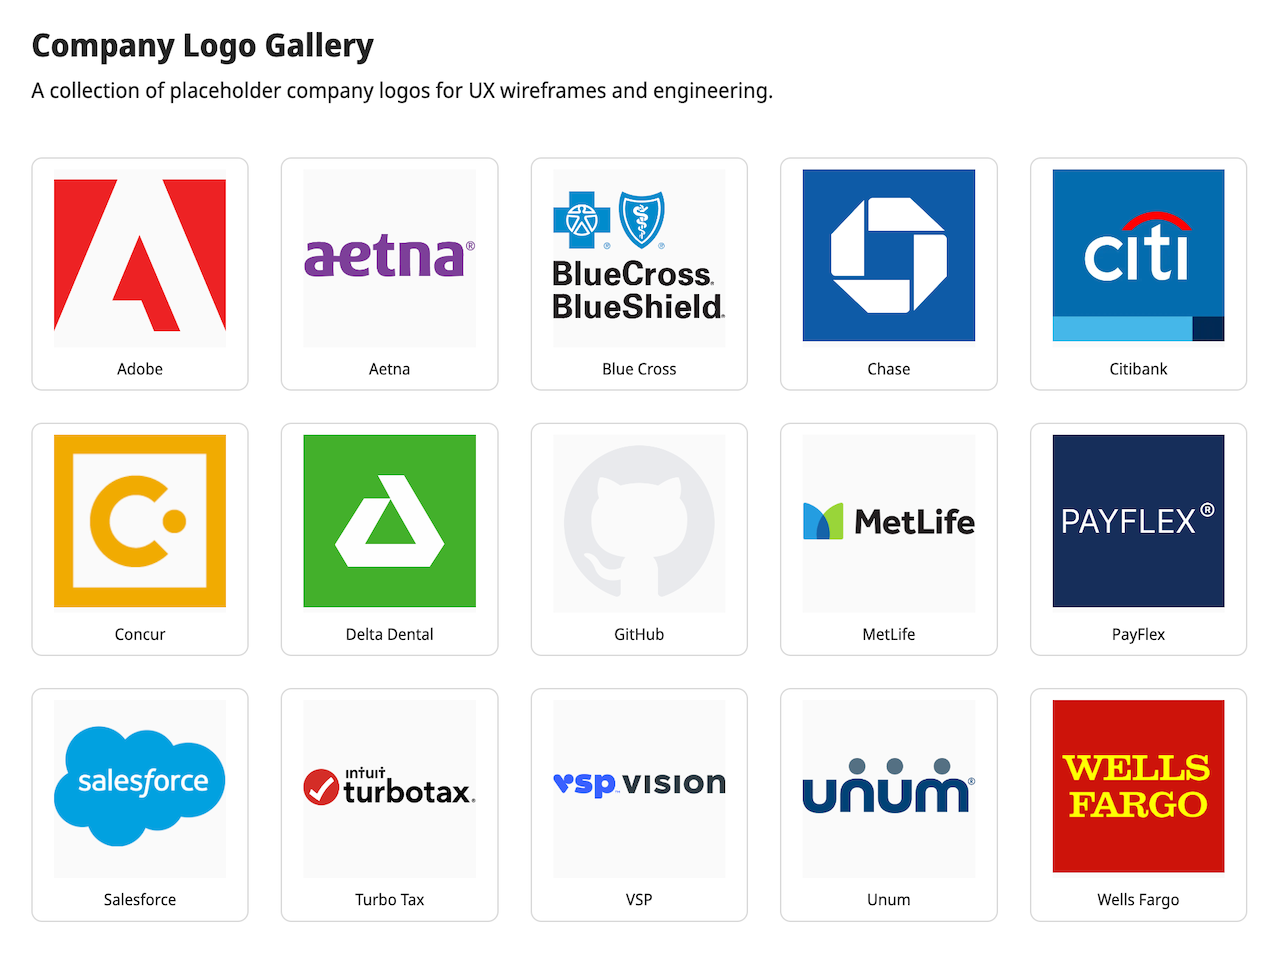 Company Logo Gallery
A collection of placeholder company logos for UX wireframes and engineering.
aetna®
® ®
BlueCross®
BlueShield®
citi
Adobe
Aetna
Blue Cross
Chase
Citibank
MetLife
PAYFLEX®
Concur
Delta Dental
GitHub
MetLife
PayFlex
salesforce
intuit
turbotax.
vsp™ vision
unum®
WELLS
FARGO
Salesforce
Turbo Tax
VSP
Unum
Wells Fargo